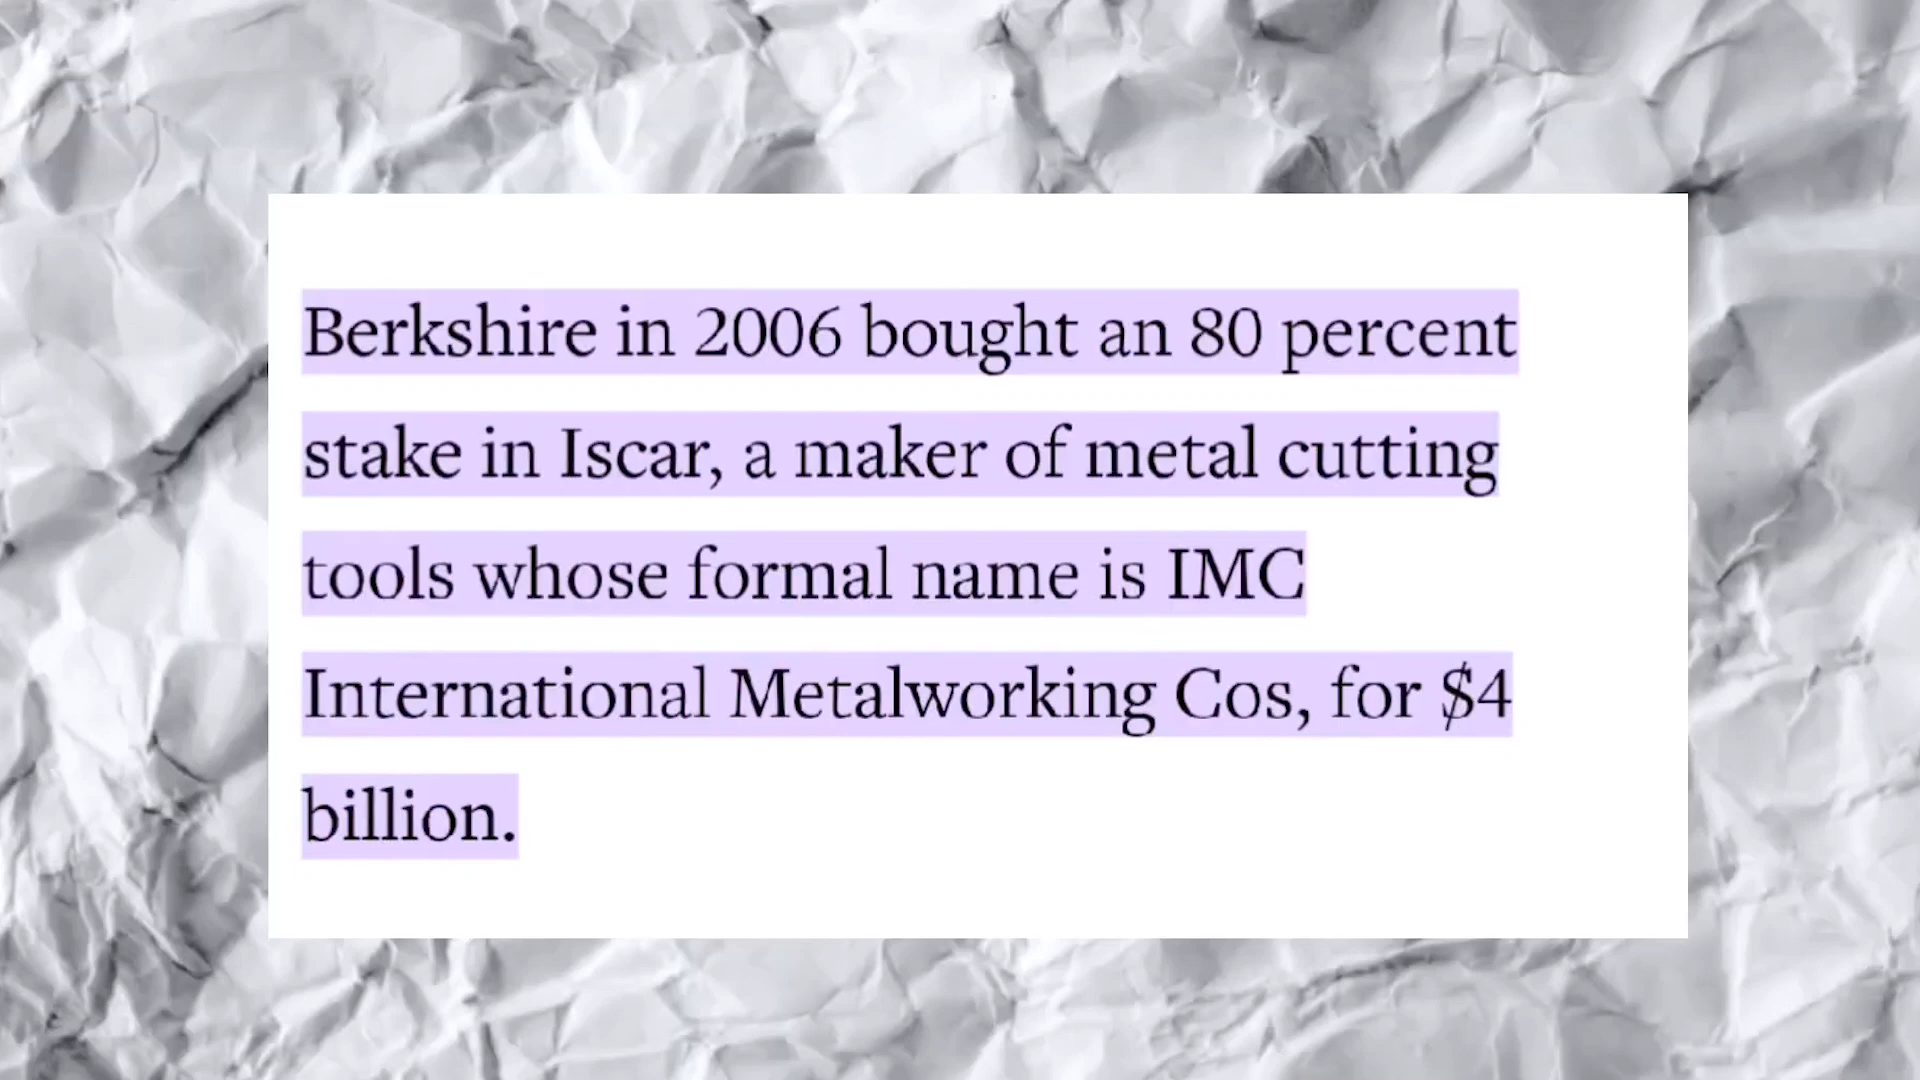 Berkshire in 2006 bought an 80 percent
stake in Iscar, a maker of metal cutting
tools whose formal name is IMC
International Metalworking Cos, for $4
billion.